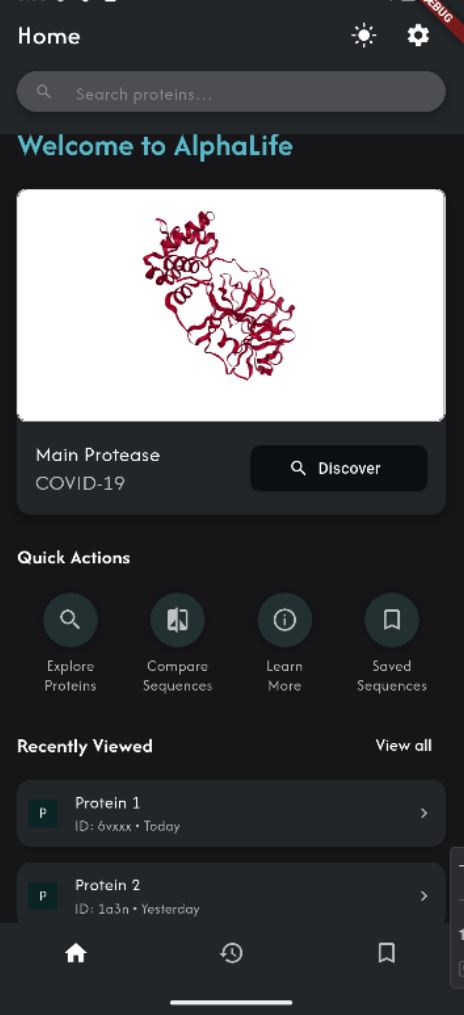 DEBUG
Home
Search proteins...
Welcome to AlphaLife
Main Protease
COVID-19
Discover
Quick Actions
Explore
Proteins
Compare
Sequences
Learn
More
Saved
Sequences
Recently Viewed
View all
P
Protein 1
ID: 6vxxx • Today
P
Protein 2
ID: 1a3n • Yesterday